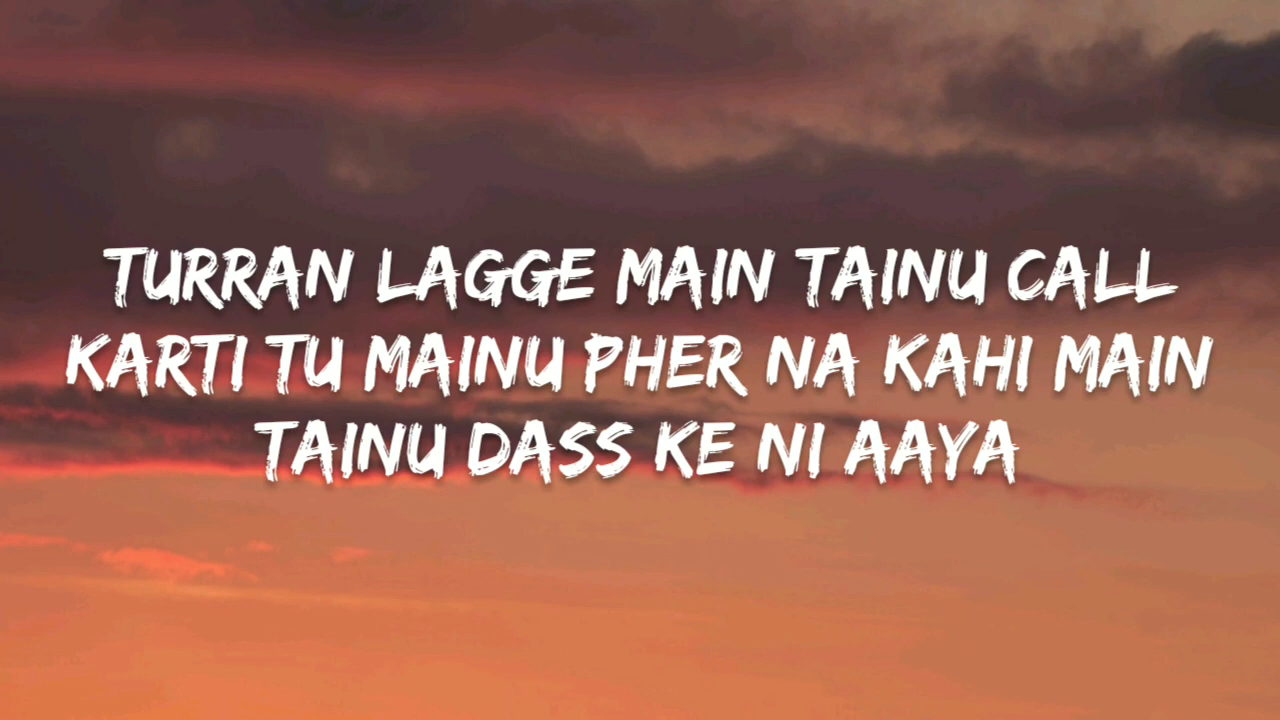 TURRAN LAGGE MAIN TAINU CALL
KARTI TU MAINU PHER NA KAHI MAIN
TAINU DASS KE NI AAYA